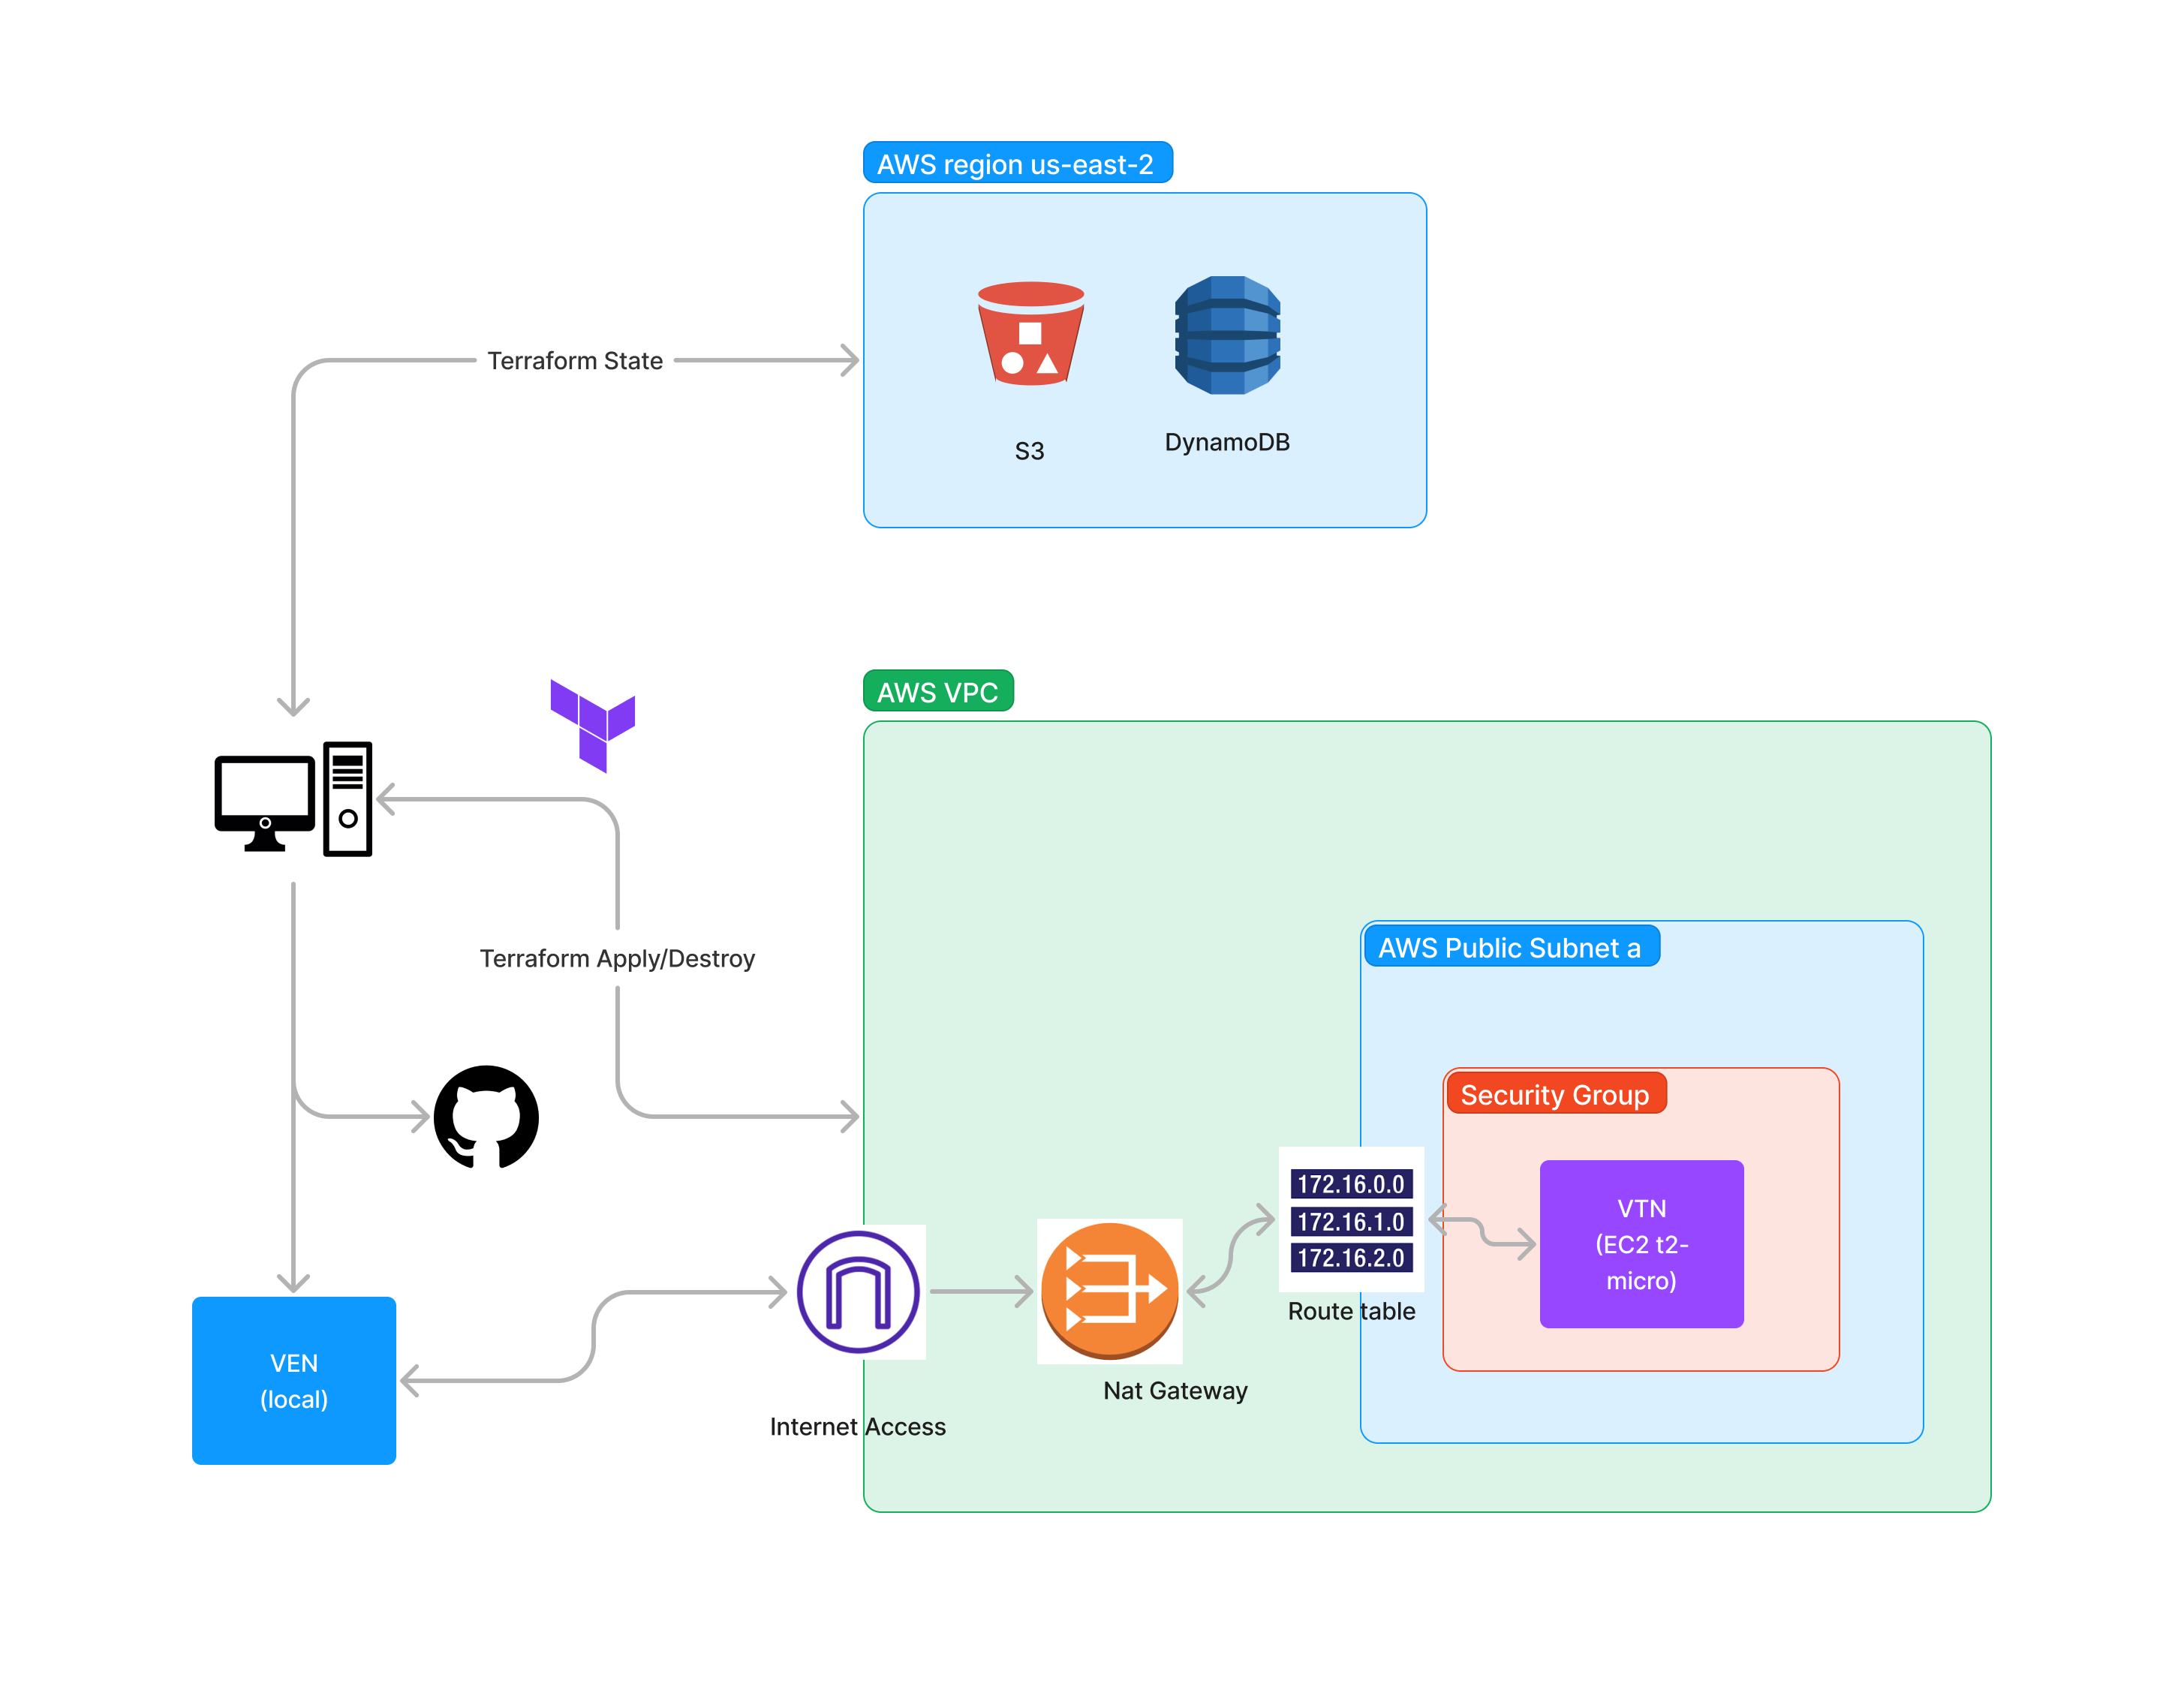 AWS region us-east-2
Terraform State
S3
DynamoDB
AWS VPC
Terraform Apply/Destroy
AWS Public Subnet a
Security Group
172.16.0.0
172.16.1.0
172.16.2.0
Route table
VTN
(EC2 t2-
micro)
VEN
(local)
Internet Access
Nat Gateway